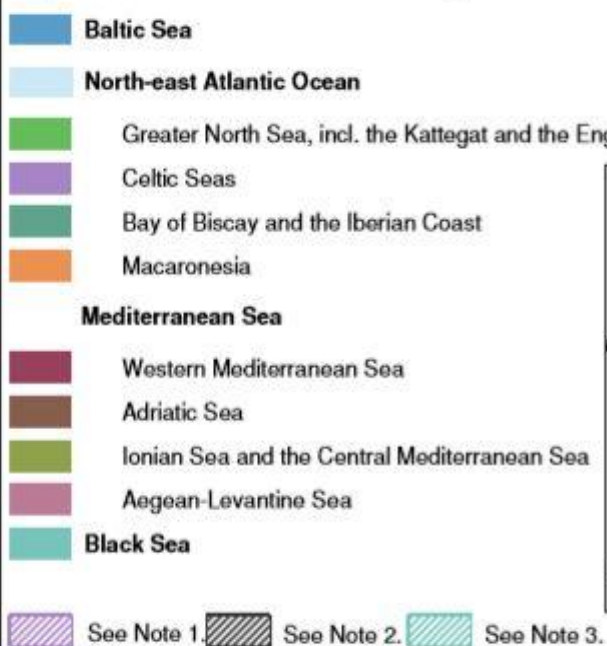 Baltic Sea
North-east Atlantic Ocean
Greater North Sea, incl. the Kattegat and the
Celtic Seas
Bay of Biscay and the Iberian Coast
Macaronesia
Mediterranean Sea
Western Mediterranean Sea
Adriatic Sea
Ionian Sea and the Central Mediterranean Sea
Aegean-Levantine Sea
Black Sea
See Note 1. See Note 2. See Note 3.